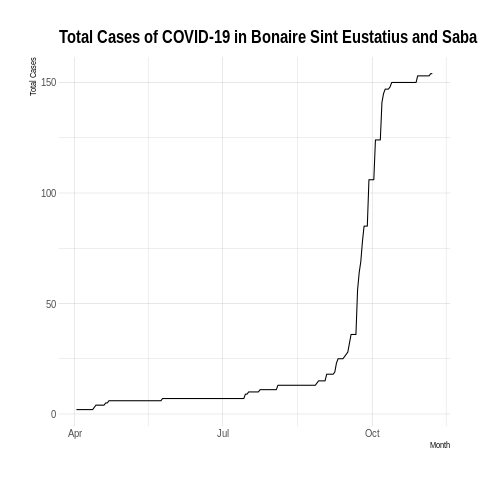 Total Cases of COVID-19 in Bonaire Sint Eustatius and Saba
Total Cases
150
100
50
0
Apr
Jul
Oct
Month